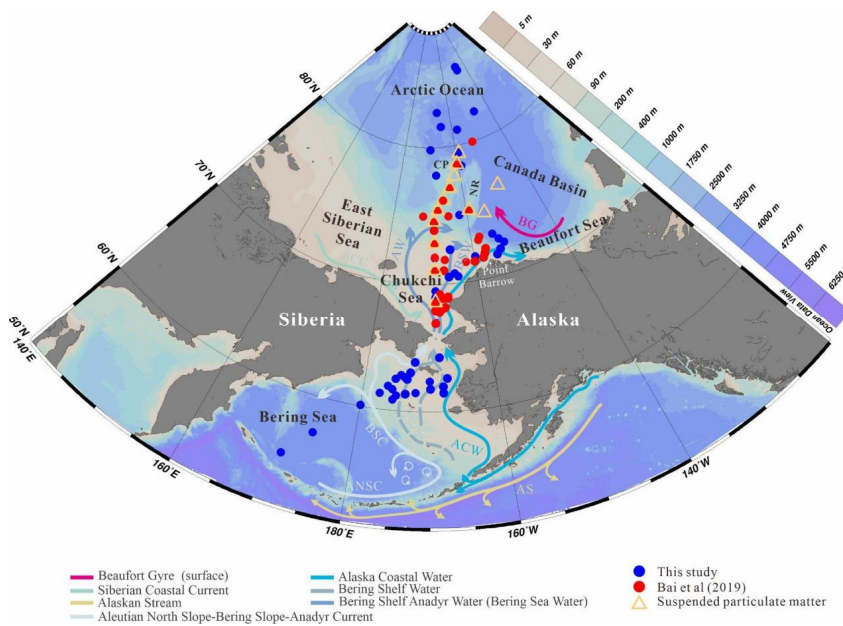 5 m
30 m
60 m
90 m
200 m
400 m
1000 m
1750 m
2500 m
3250 m
4000 m
4750 m
5500 m
6250 m
Ocean Data View
80°N
70°N
60°N
50°N
140°E
160°E
180°E
160°W
140°W
Arctic Ocean
CP
NR
Canada Basin
BG
Beaufort Sea
East
Siberian
Sea
SCC
AW
BSW
Chukchi
Sea
Point
Barrow
Siberia
Alaska
Bering Sea
BSC
ACW
ANSC
AS
Beaufort Gyre (surface)
Siberian Coastal Current
Alaskan Stream
Aleutian North Slope-Bering Slope-Anadyr Current
Alaska Coastal Water
Bering Shelf Water
Bering Shelf Anadyr Water (Bering Sea Water)
This study
Bai et al (2019)
Suspended particulate matter